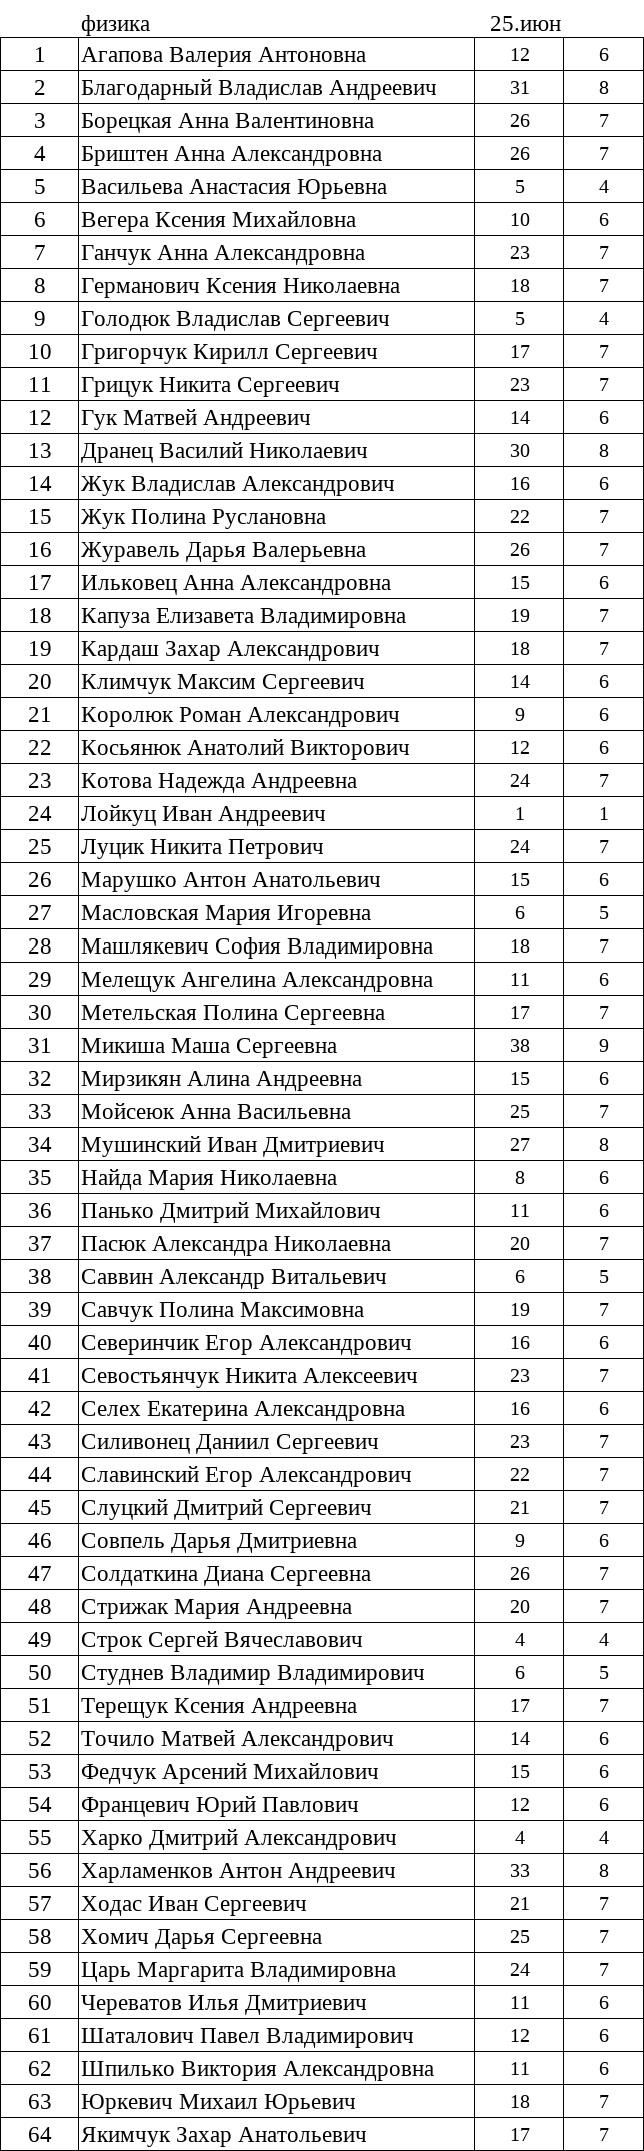 физика 25.июн
1 Агапова Валерия Антоновна 12 6
2 Благодарный Владислав Андреевич 31 8
3 Борецкая Анна Валентиновна 26 7
4 Бриштен Анна Александровна 26 7
5 Васильева Анастасия Юрьевна 5 4
6 Вегера Ксения Михайловна 10 6
7 Ганчук Анна Александровна 23 7
8 Германович Ксения Николаевна 18 7
9 Голодюк Владислав Сергеевич 5 4
10 Григорчук Кирилл Сергеевич 17 7
11 Грицук Никита Сергеевич 23 7
12 Гук Матвей Андреевич 14 6
13 Дранец Василий Николаевич 30 8
14 Жук Владислав Александрович 16 6
15 Жук Полина Руслановна 22 7
16 Журавель Дарья Валерьевна 26 7
17 Ильковец Анна Александровна 15 6
18 Капуза Елизавета Владимировна 19 7
19 Кардаш Захар Александрович 18 7
20 Климчук Максим Сергеевич 14 6
21 Королюк Роман Александрович 9 6
22 Косьянюк Анатолий Викторович 12 6
23 Котова Надежда Андреевна 24 7
24 Лойкуц Иван Андреевич 1 1
25 Луцик Никита Петрович 24 7
26 Марушко Антон Анатольевич 15 6
27 Масловская Мария Игоревна 6 5
28 Машлякевич София Владимировна 18 7
29 Мелещук Ангелина Александровна 11 6
30 Метельская Полина Сергеевна 17 7
31 Микиша Маша Сергеевна 38 9
32 Мирзикян Алина Андреевна 15 6
33 Мойсеюк Анна Васильевна 25 7
34 Мушинский Иван Дмитриевич 27 8
35 Найда Мария Николаевна 8 6
36 Панько Дмитрий Михайлович 11 6
37 Пасюк Александра Николаевна 20 7
38 Саввин Александр Витальевич 6 5
39 Савчук Полина Максимовна 19 7
40 Северинчик Егор Александрович 16 6
41 Севостьянчук Никита Алексеевич 23 7
42 Селех Екатерина Александровна 16 6
43 Силивонец Даниил Сергеевич 23 7
44 Славинский Егор Александрович 22 7
45 Слуцкий Дмитрий Сергеевич 21 7
46 Совпель Дарья Дмитриевна 9 6
47 Солдаткина Диана Сергеевна 26 7
48 Стрижак Мария Андреевна 20 7
49 Строк Сергей Вячеславович 4 4
50 Студнев Владимир Владимирович 6 5
51 Терещук Ксения Андреевна 17 7
52 Точило Матвей Александрович 14 6
53 Федчук Арсений Михайлович 15 6
54 Францевич Юрий Павлович 12 6
55 Харко Дмитрий Александрович 4 4
56 Харламенков Антон Андреевич 33 8
57 Ходас Иван Сергеевич 21 7
58 Хомич Дарья Сергеевна 25 7
59 Царь Маргарита Владимировна 24 7
60 Череватов Илья Дмитриевич 11 6
61 Шаталович Павел Владимирович 12 6
62 Шпилько Виктория Александровна 11 6
63 Юркевич Михаил Юрьевич 18 7
64 Якимчук Захар Анатольевич 17 7